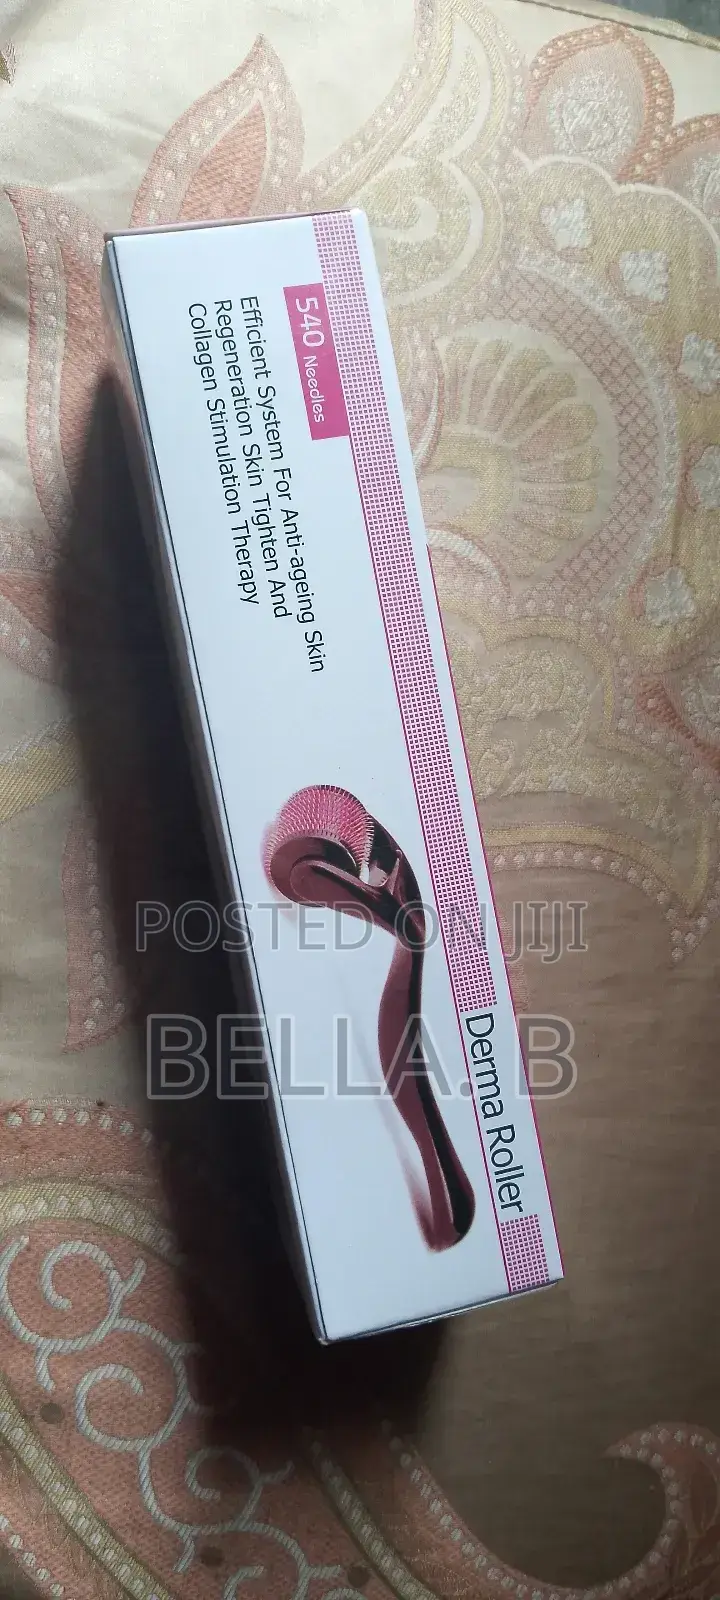 Derma Roller
540 Needles
Efficient System For Anti-ageing Skin
Regeneration Skin Tighten And
Collagen Stimulation Therapy
POSTED ON JIJI
BELLA. B